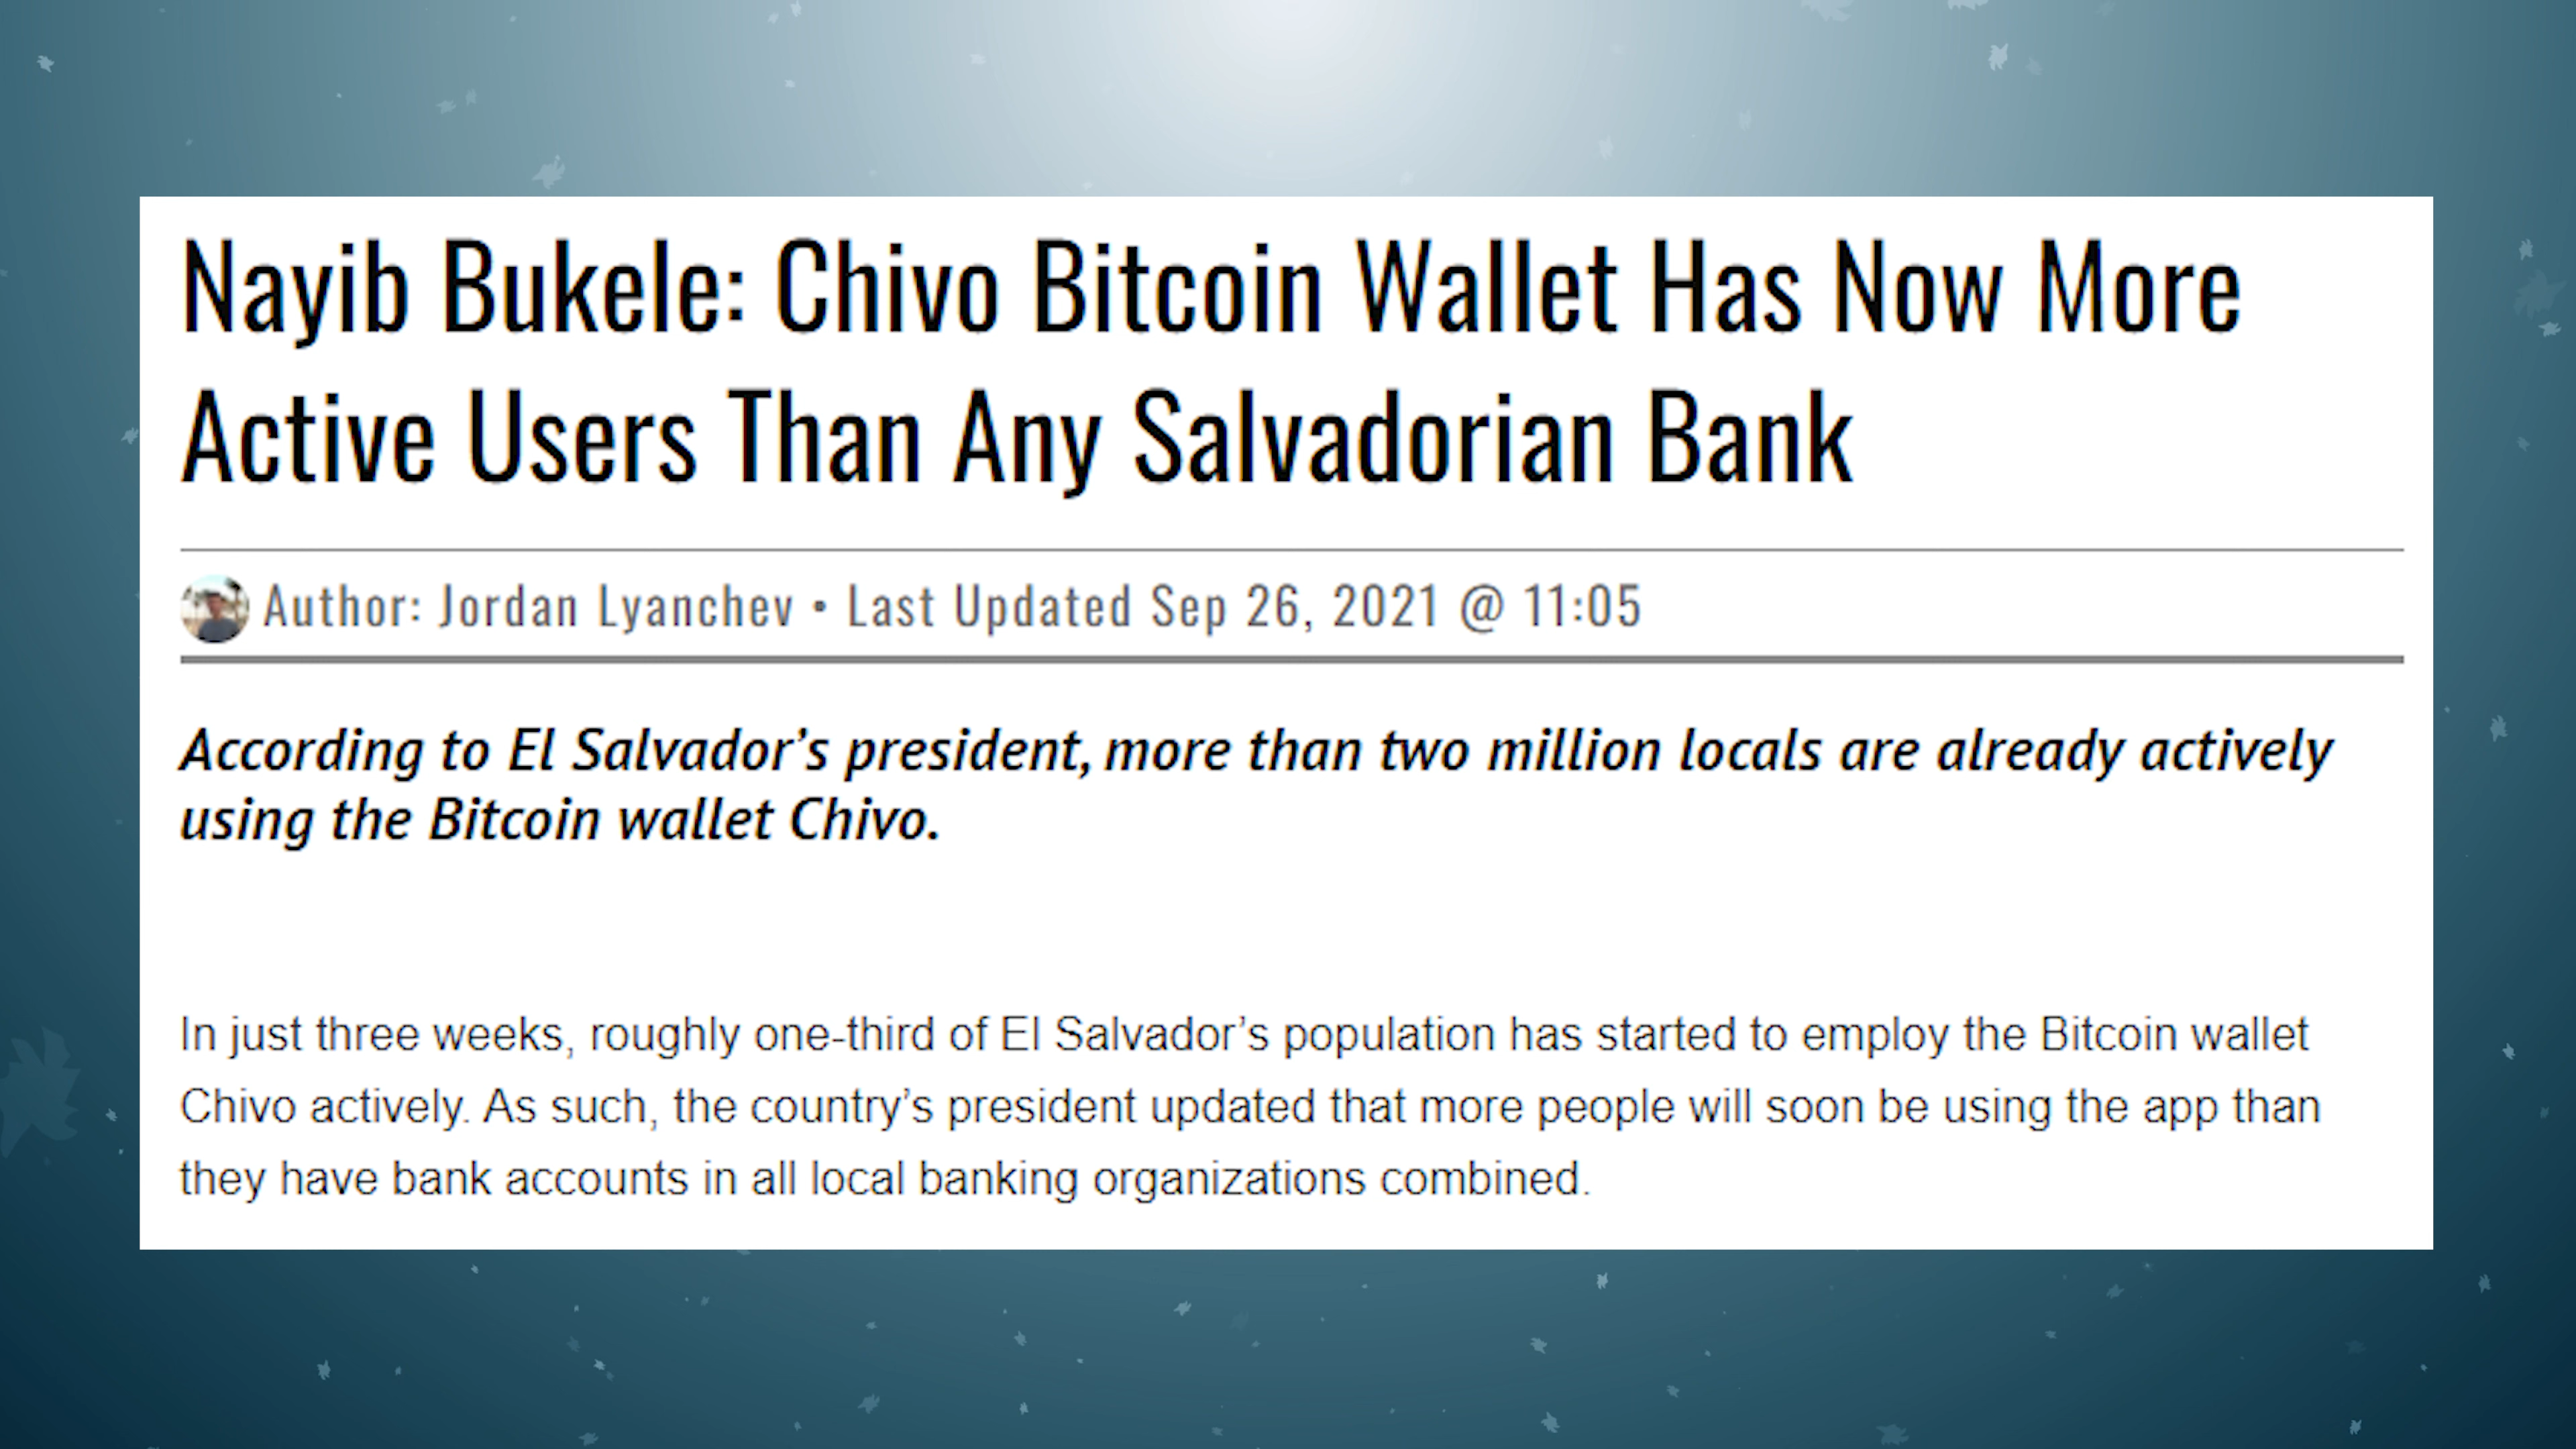 Nayib Bukele: Chivo Bitcoin Wallet Has Now More
Active Users Than Any Salvadorian Bank
Author: Jordan Lyanchev • Last Updated Sep 26, 2021 @ 11:05
According to El Salvador’s president, more than two million locals are already actively
using the Bitcoin wallet Chivo.
In just three weeks, roughly one-third of El Salvador’s population has started to employ the Bitcoin wallet
Chivo actively. As such, the country’s president updated that more people will soon be using the app than
they have bank accounts in all local banking organizations combined.